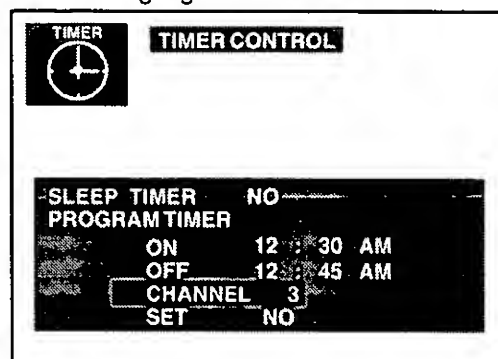 TIMER
TIMER CONTROL
SLEEP TIMER NO
PROGRAM TIMER
ON 12 : 30 AM
OFF 12 : 45 AM
CHANNEL 3
SET NO